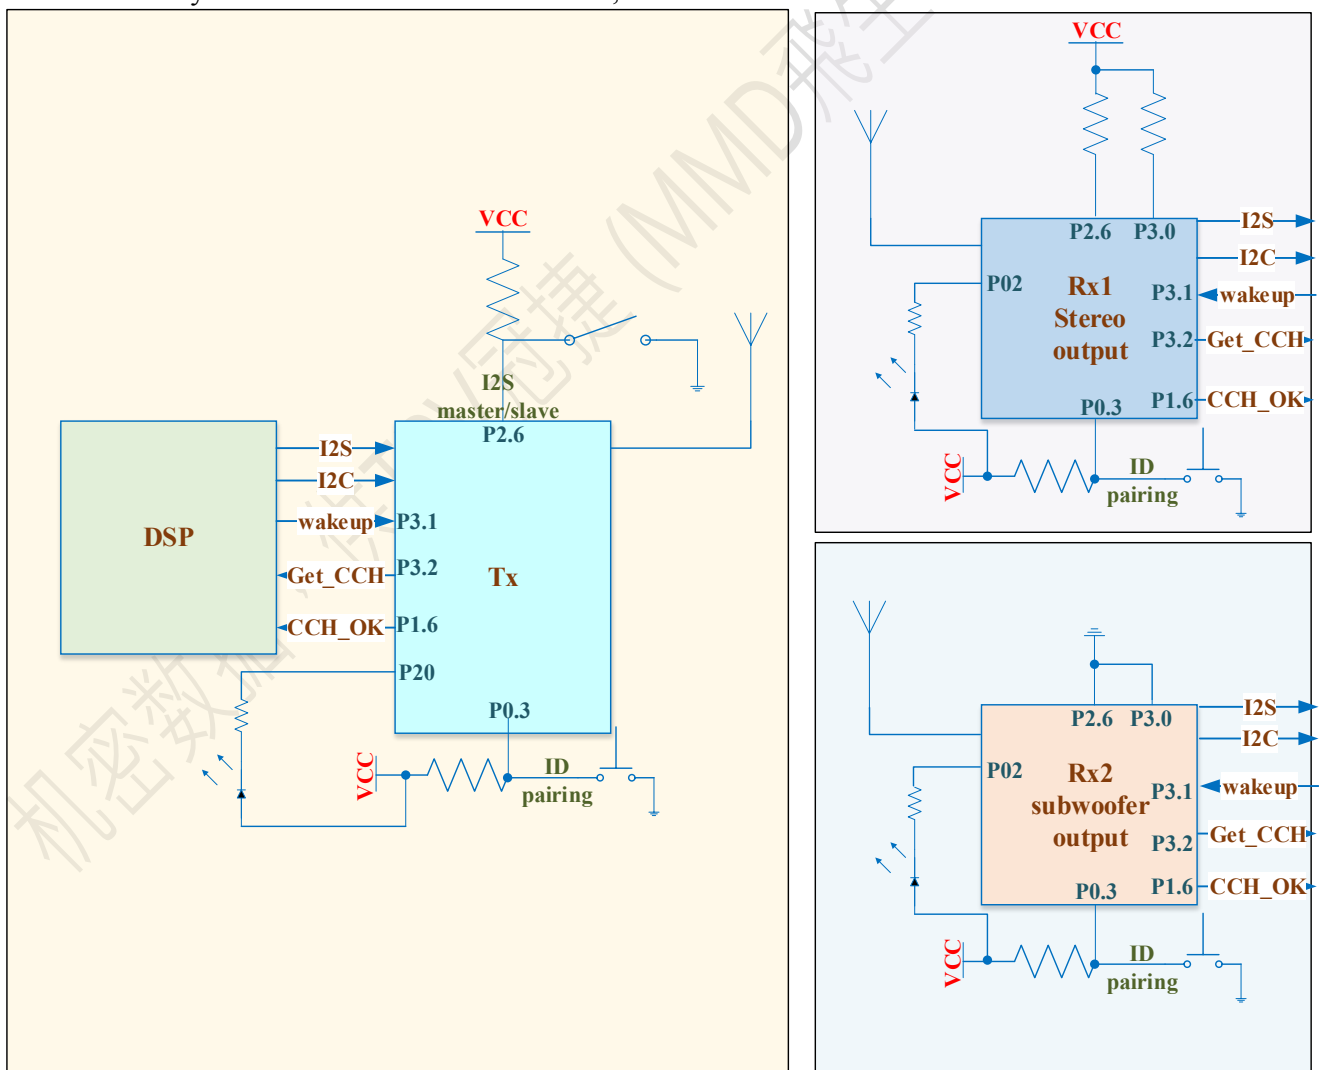 VCC
I2S
master/slave
P2.6
DSP
I2S
I2C
wakeup
P3.1
Get_CCH
P3.2
CCH_OK
P1.6
P20
Tx
P0.3
VCC
ID
pairing
VCC
P2.6
P3.0
I2S
I2C
P02
Rx1
Stereo
output
P3.1
wakeup
P3.2
Get_CCH
P1.6
CCH_OK
P0.3
VCC
ID
pairing
P2.6
P3.0
I2S
I2C
P02
Rx2
subwoofer
output
P3.1
wakeup
P3.2
Get_CCH
P1.6
CCH_OK
P0.3
VCC
ID
pairing